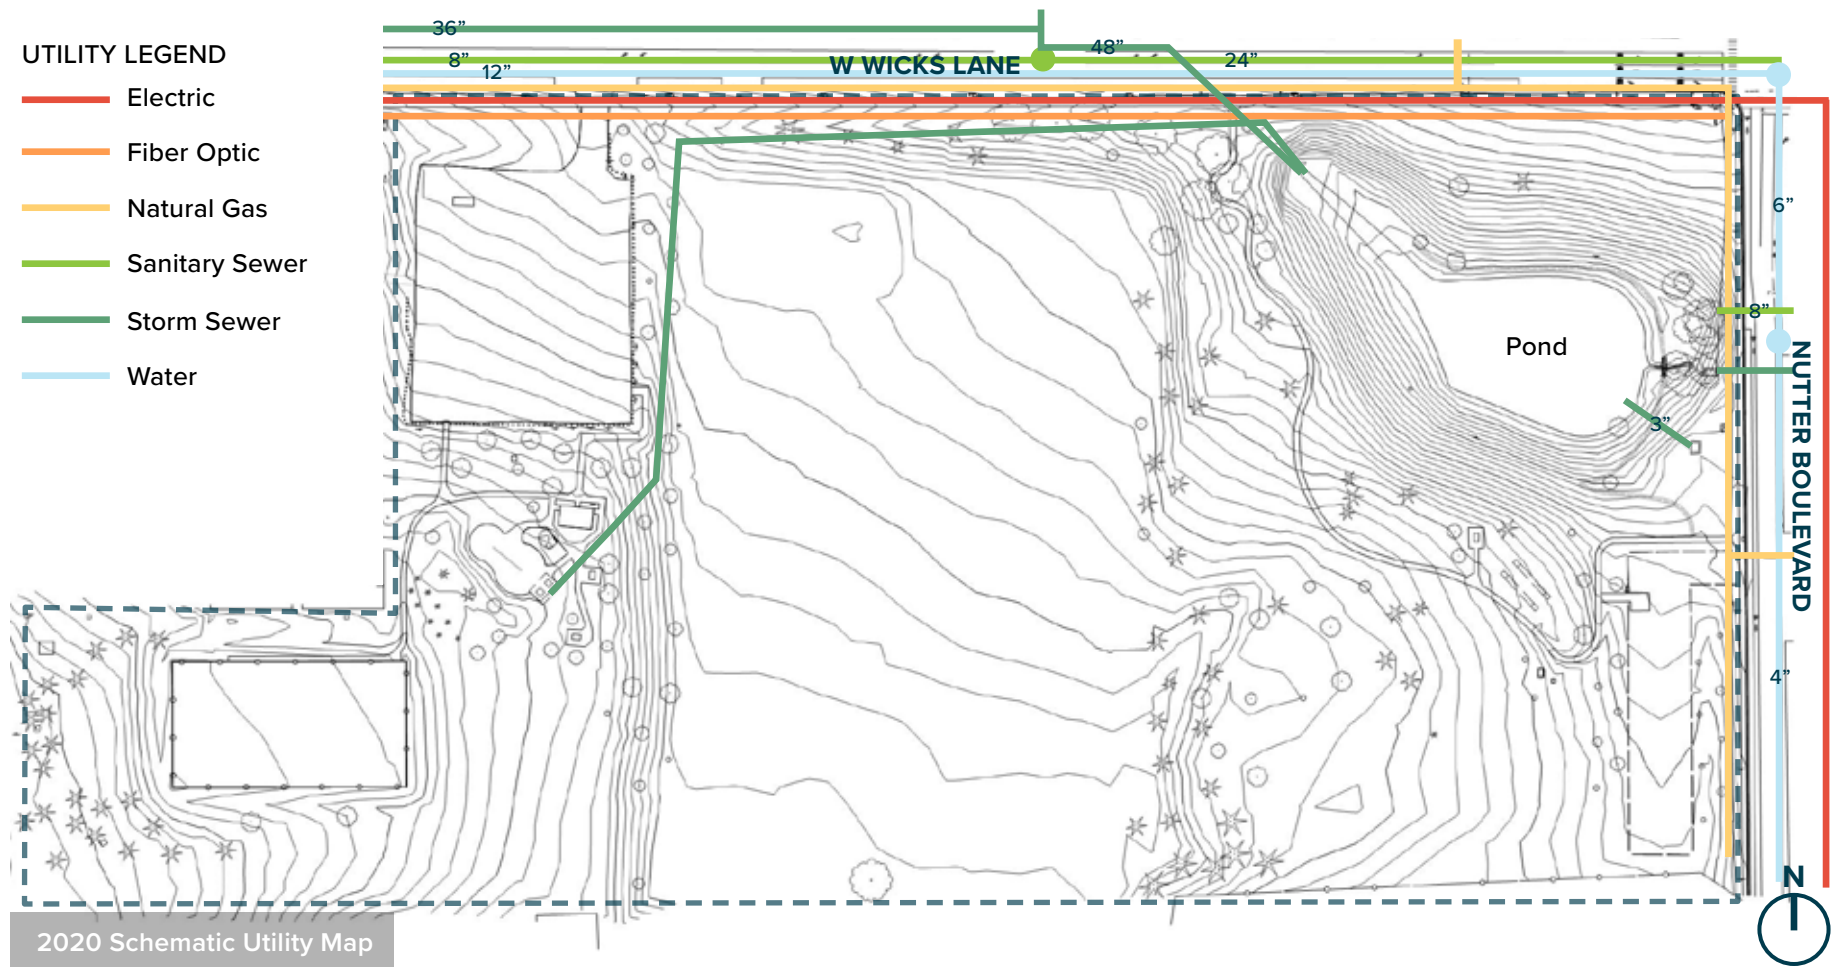 UTILITY LEGEND
Electric
Fiber Optic
Natural Gas
Sanitary Sewer
Storm Sewer
Water
36”
8”
12”
W WICKS LANE
48”
24”
6”
8”
Pond
3”
NUTTER BOULEVARD
4”
N
2020 Schematic Utility Map